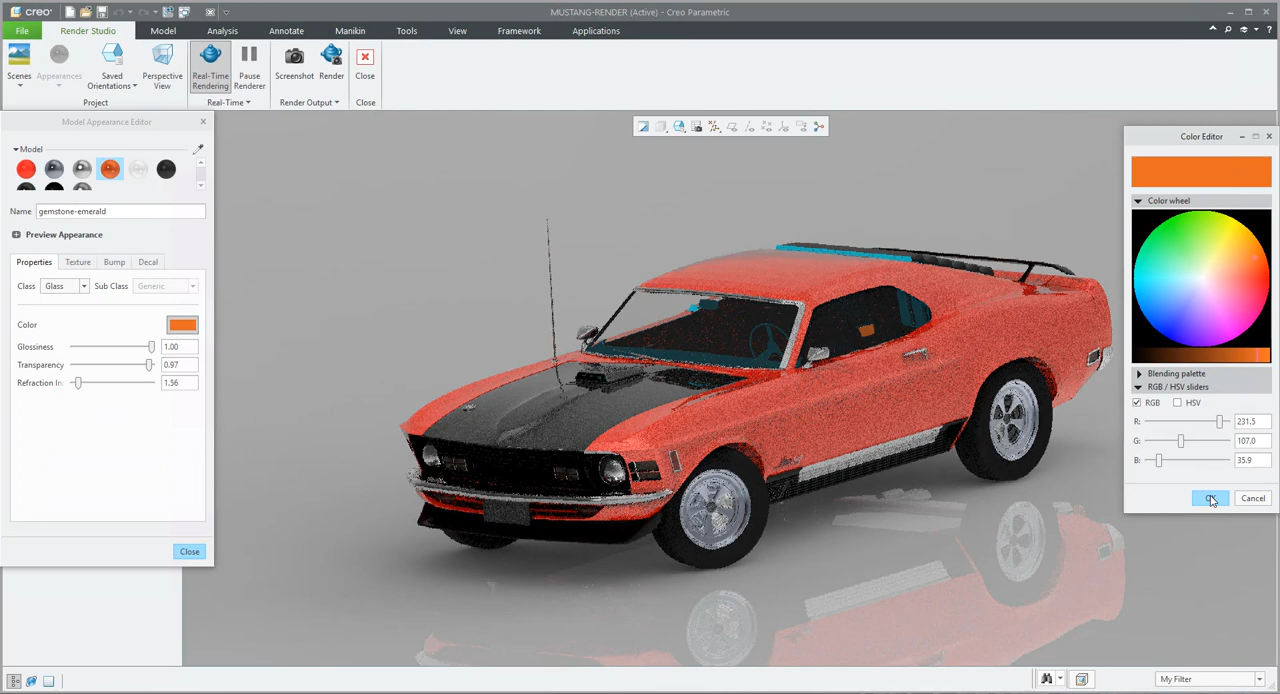 creo
MUSTANG-RENDER (Active) - Creo Parametric
File Render Studio Model Analysis Annotate Manikin Tools View Framework Applications
Scenes Appearances Saved Orientations Perspective View Real-Time Rendering Pause Renderer Screenshot Render Close
Project Real-Time Render Output Close
Model Appearance Editor
Model
Name gemstone-emerald
Preview Appearance
Properties Texture Bump Decal
Class Glass Sub Class Generic
Color
Glossiness 1.00
Transparency 0.97
Refraction In 1.56
Close
Color Editor
Color wheel
Blending palette
RGB / HSV sliders
RGB HSV
R: 231.5
G: 107.0
B: 35.9
Cancel
My Filter